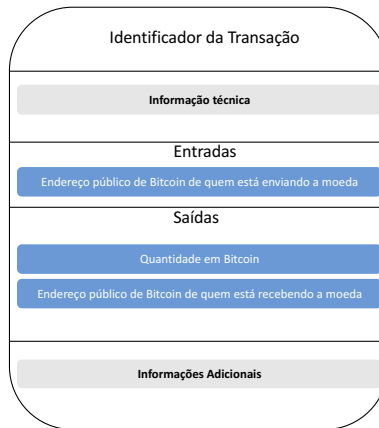 Identificador da Transação
Informação técnica
Entradas
Endereço público de Bitcoin de quem está enviando a moeda
Saídas
Quantidade em Bitcoin
Endereço público de Bitcoin de quem está recebendo a moeda
Informações Adicionais